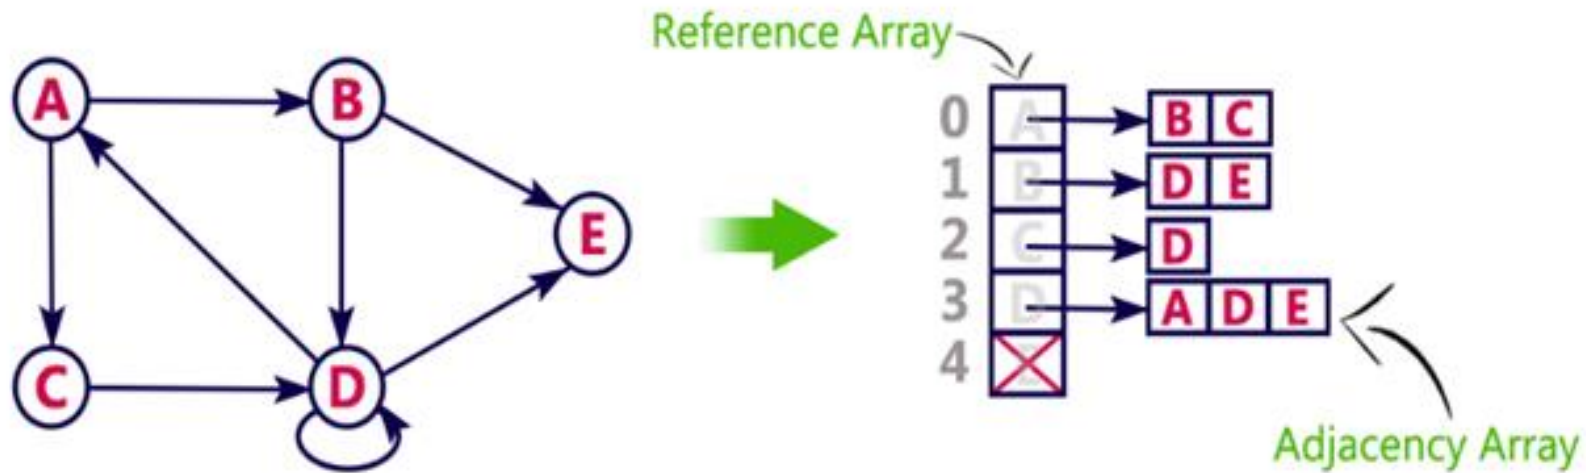 Reference Array
A B
E
C D
0 A B C
1 B D E
2 C D
3 D A D E
4 E
Adjacency Array